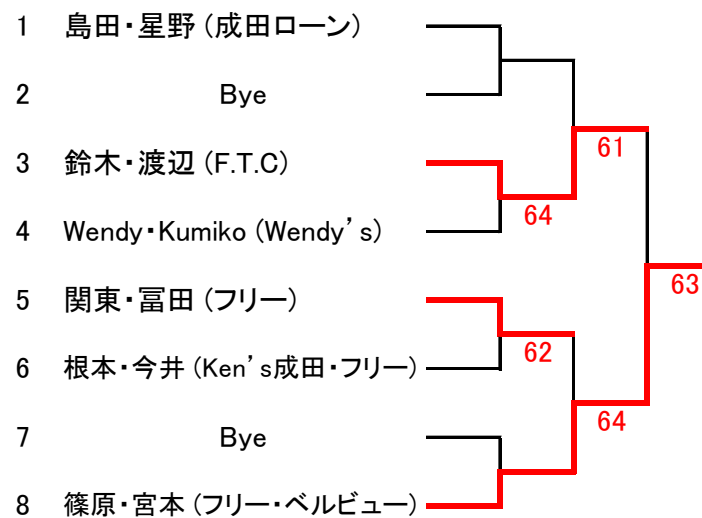 1 島田・星野 (成田ローン)
2 Bye
61
3 鈴木・渡辺 (F.T.C)
64
4 Wendy・Kumiko (Wendy’s)
63
5 関東・冨田 (フリー)
62
6 根本・今井 (Ken’s成田・フリー)
64
7 Bye
8 篠原・宮本 (フリー・ベルビュー)